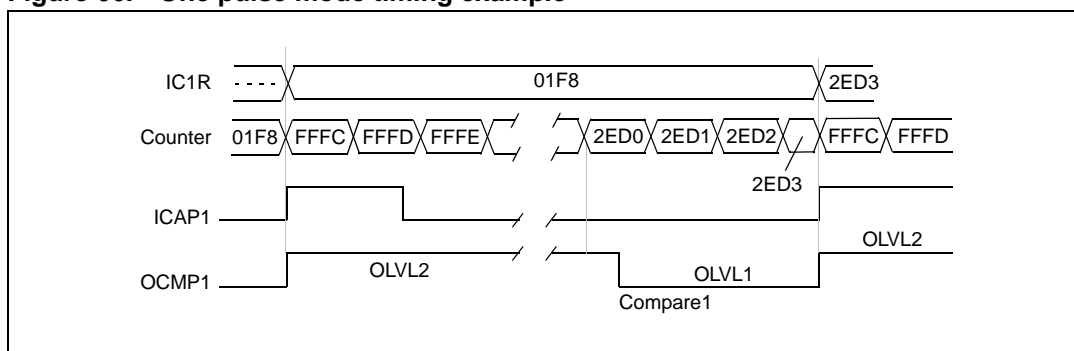 Figure One pulse mode timing example
IC1R - - - - 01F8 2ED3
Counter 01F8 FFFC FFFD FFFE 2ED0 2ED1 2ED2 FFFC FFFD
2ED3
ICAP1
OLVL2
OCMP1 OLVL2 OLVL1
Compare1